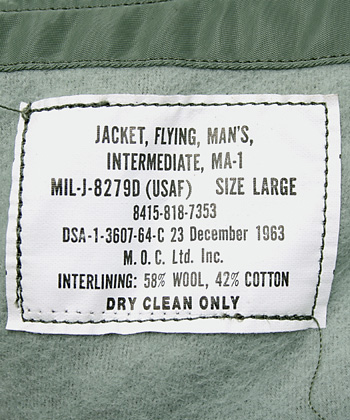 JACKET, FLYING, MAN'S,
INTERMEDIATE, MA-1
MIL-J-8279D (USAF) SIZE LARGE
8415-818-7353
DSA-1-3607-64-C 23 December 1963
M.O.C. Ltd. Inc.
INTERLINING: 58% WOOL, 42% COTTON
DRY CLEAN ONLY